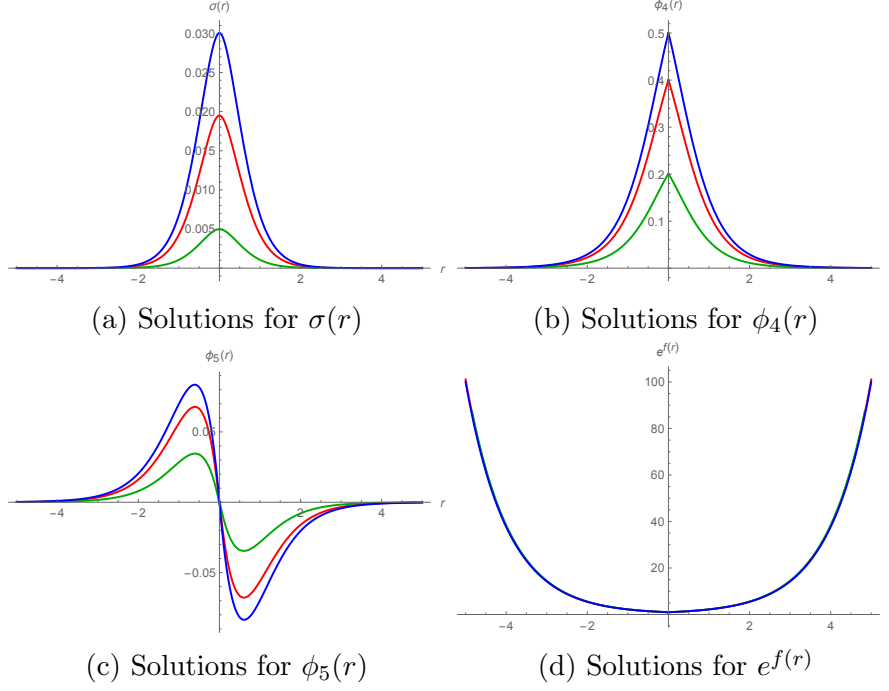 σ(r)
0.030
0.025
0.020
0.015
0.010
0.005
-4 -2 2 4 r
(a) Solutions for σ(r)
ϕ₄(r)
0.5
0.4
0.3
0.2
0.1
-4 -2 2 4 r
(b) Solutions for ϕ₄(r)
ϕ₅(r)
0.05
-0.05
-4 -2 2 4 r
(c) Solutions for ϕ₅(r)
e^{f(r)}
100
80
60
40
20
-4 -2 2 4
(d) Solutions for e^{f(r)}